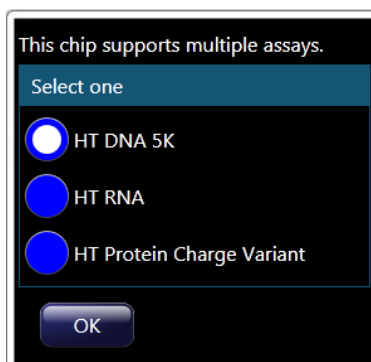 This chip supports multiple assays.
Select one
HT DNA 5K
HT RNA
HT Protein Charge Variant
OK